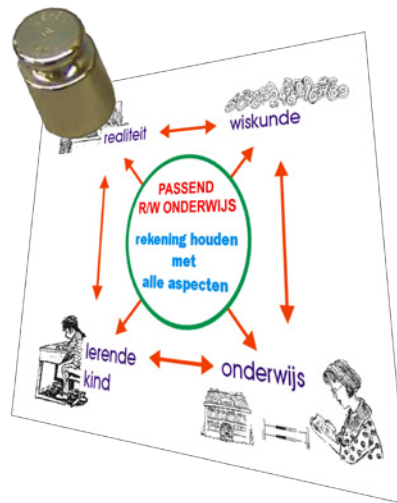 realiteit
wiskunde
PASSEND
R/W ONDERWIJS
rekening houden
met
alle aspecten
lerende
kind
onderwijs